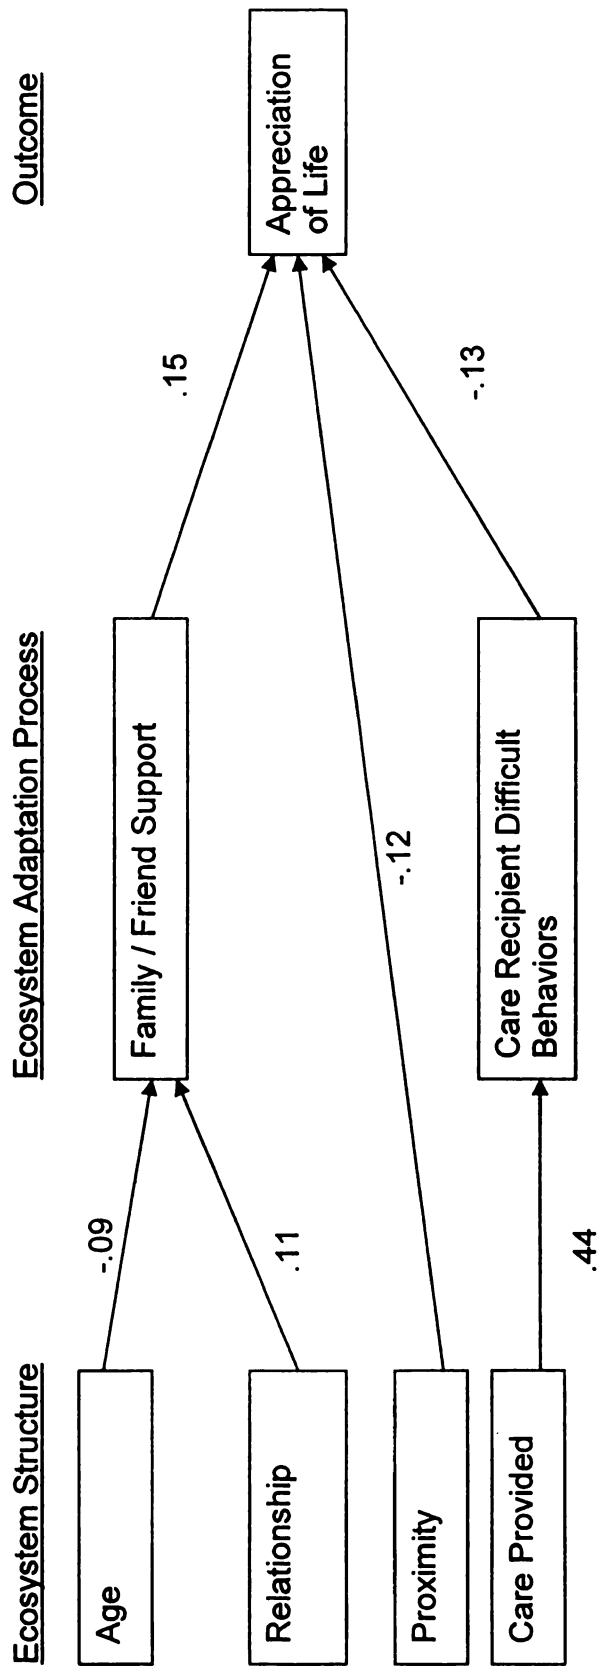 Ecosystem Structure
Ecosystem Adaptation Process
Outcome
Age
-.09
Family / Friend Support
.15
Relationship
.11
Appreciation
of Life
Proximity
-.12
Care Provided
.44
Care Recipient Difficult
Behaviors
-.13